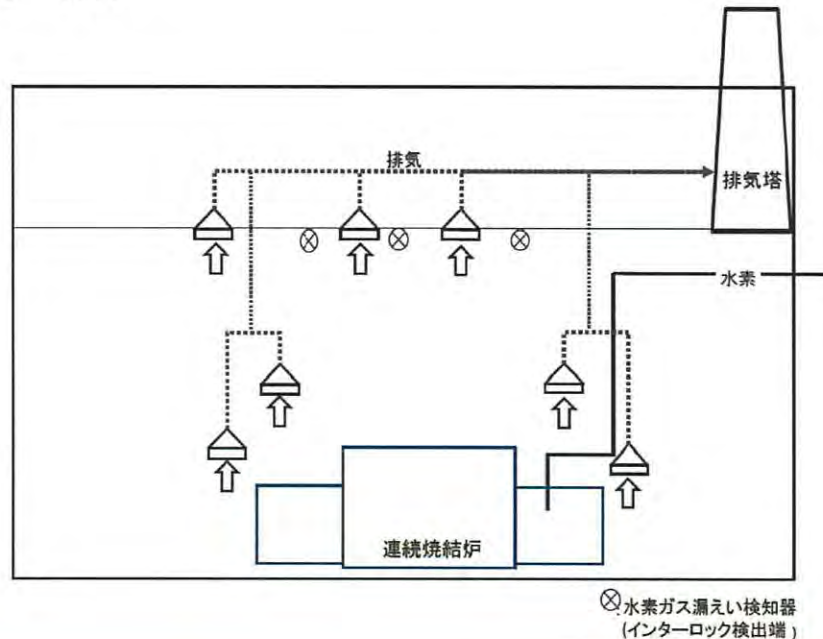 排気
排気塔
水素
連続焼結炉
水素ガス漏えい検知器
(インターロック検出端)